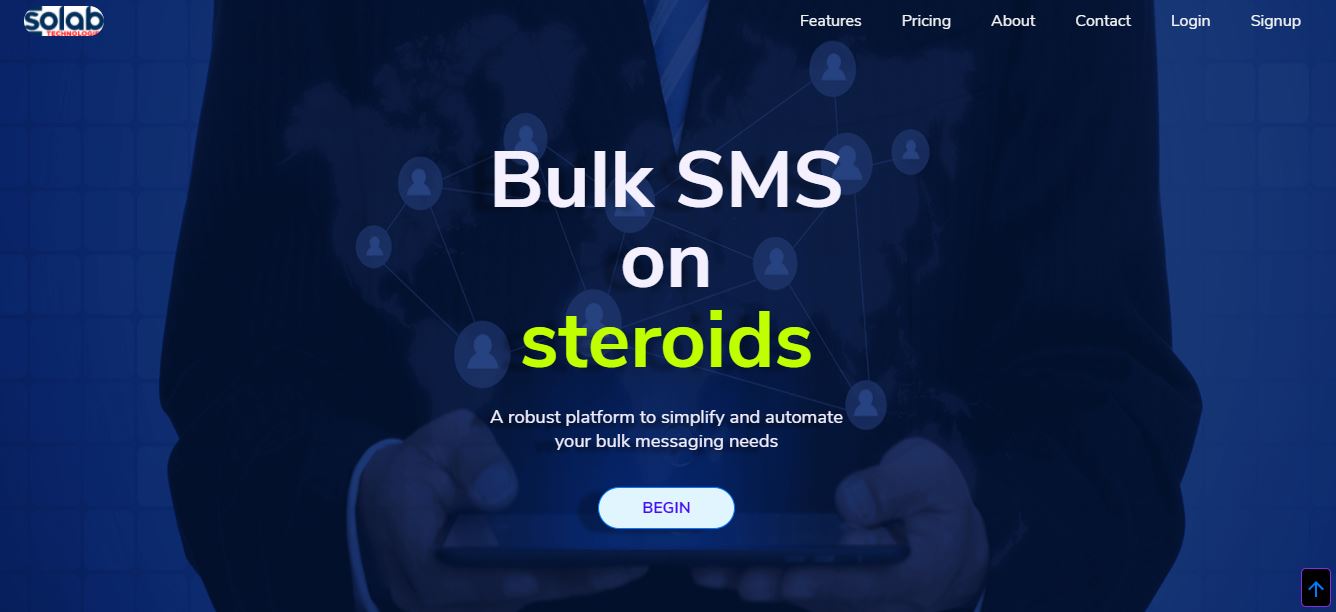 solab
TECHNOLOGIE
Features Pricing About Contact Login Signup
Bulk SMS
on
steroids
A robust platform to simplify and automate
your bulk messaging needs
BEGIN